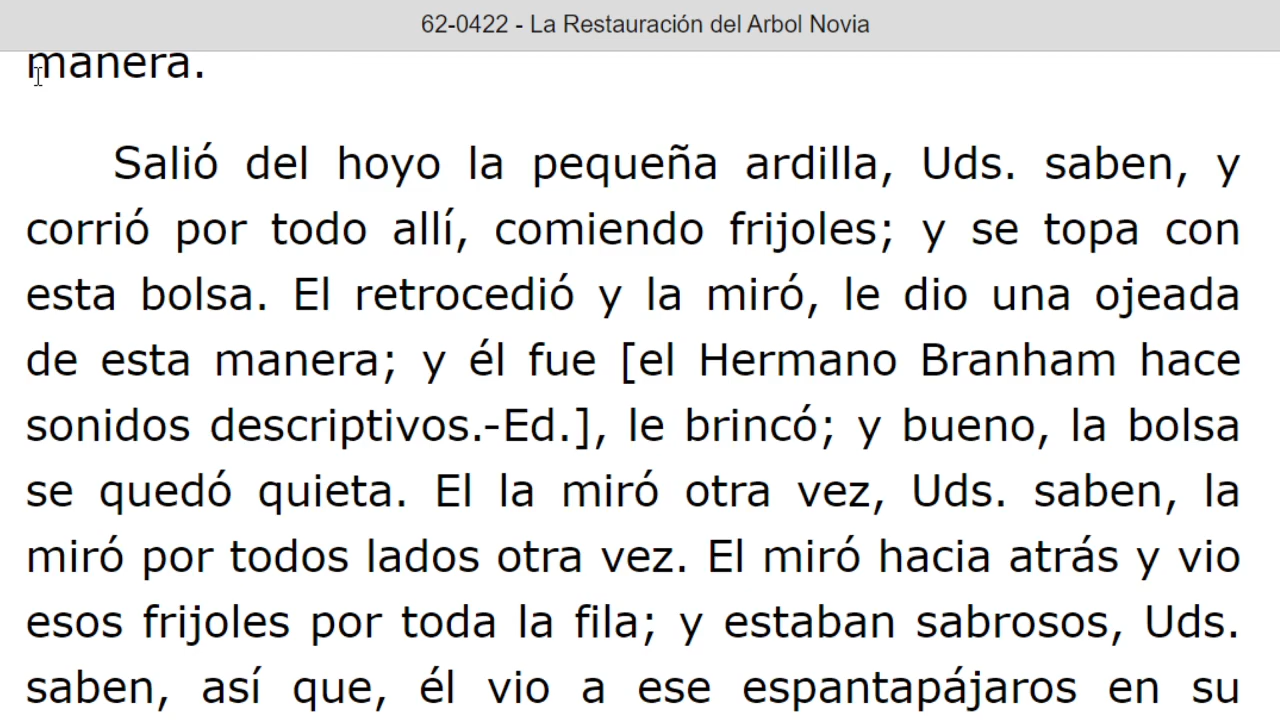 62-0422 - La Restauración del Arbol Novia
manera.
Salió del hoyo la pequeña ardilla, Uds. saben, y
corrió por todo allí, comiendo frijoles; y se topa con
esta bolsa. El retrocedió y la miró, le dio una ojeada
de esta manera; y él fue [el Hermano Branham hace
sonidos descriptivos.-Ed.], le brincó; y bueno, la bolsa
se quedó quieta. El la miró otra vez, Uds. saben, la
miró por todos lados otra vez. El miró hacia atrás y vio
esos frijoles por toda la fila; y estaban sabrosos, Uds.
saben, así que, él vio a ese espantapájaros en su